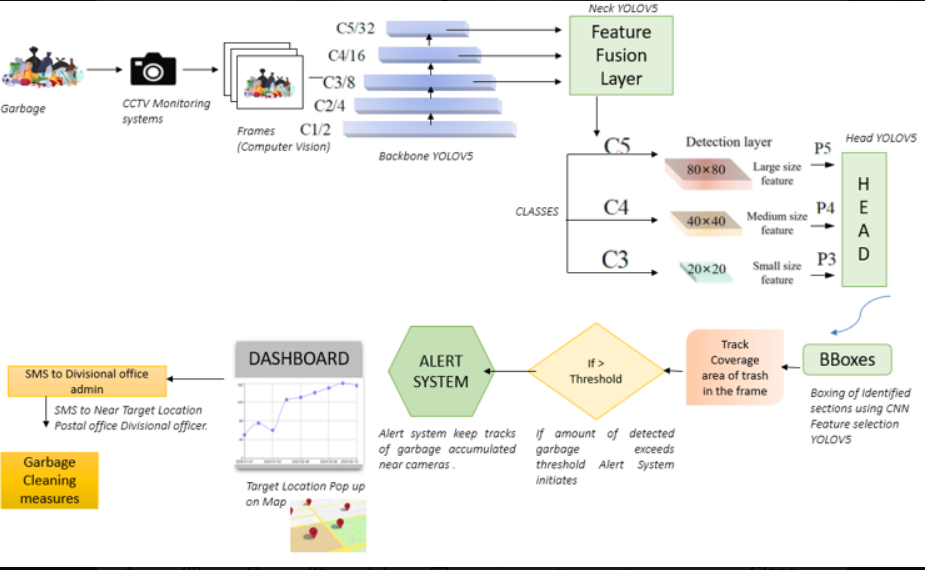 Neck YOLOV5
C5/32
C4/16
C3/8
C2/4
C1/2
Feature
Fusion
Layer
Garbage
CCTV Monitoring
systems
Frames
(Computer Vision)
Backbone YOLOV5
Head YOLOV5
CLASSES
C5
C4
C3
Detection layer
80×80
Large size
feature
P5
40×40
Medium size
feature
P4
20×20
Small size
feature
P3
H
E
A
D
BBoxes
Boxing of Identified
sections using CNN
Feature selection
YOLOV5
Track
Coverage
area of trash
in the frame
If >
Threshold
If amount of detected
garbage exceeds
threshold Alert System
initiates
ALERT
SYSTEM
Alert system keep tracks
of garbage accumulated
near cameras .
DASHBOARD
Target Location Pop up
on Map
SMS to Divisional office
admin
SMS to Near Target Location
Postal office Divisional officer.
Garbage
Cleaning
measures